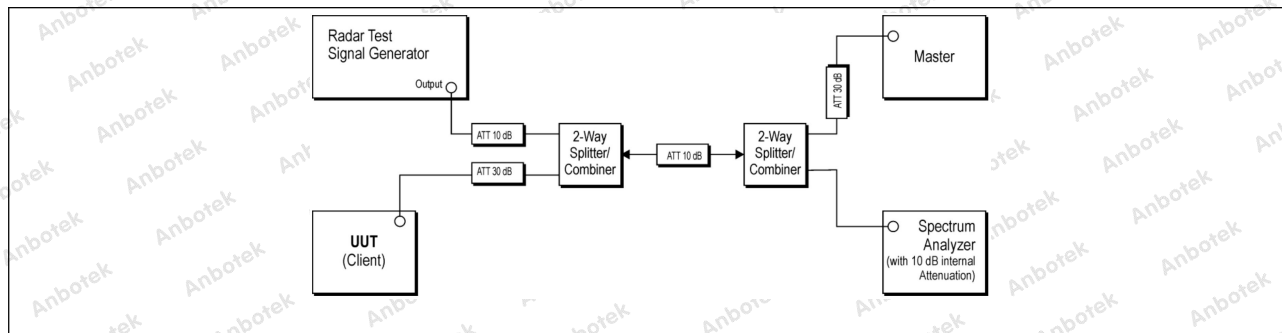 Radar Test
Signal Generator
Output
ATT 10 dB
ATT 30 dB
2-Way
Splitter/
Combiner
ATT 10 dB
2-Way
Splitter/
Combiner
ATT 30 dB
Master
UUT
(Client)
Spectrum
Analyzer
(with 10 dB internal
Attenuation)
Anbotek